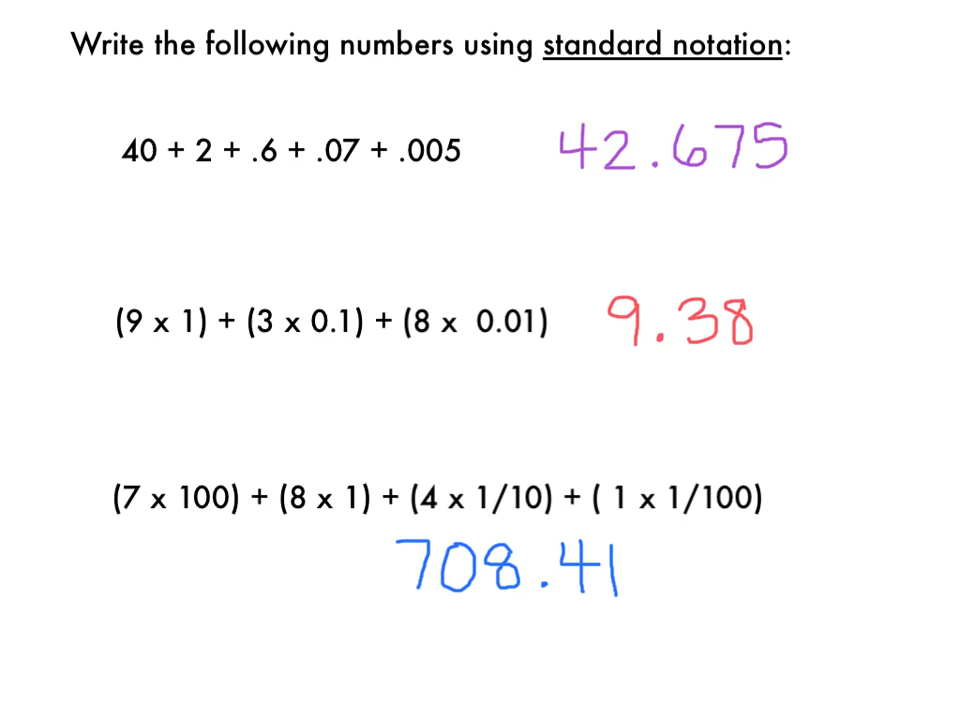 Write the following numbers using standard notation:
40 + 2 + .6 + .07 + .005 42.675
(9 x 1) + (3 x 0.1) + (8 x 0.01) 9.38
(7 x 100) + (8 x 1) + (4 x 1/10) + ( 1 x 1/100)
708.41